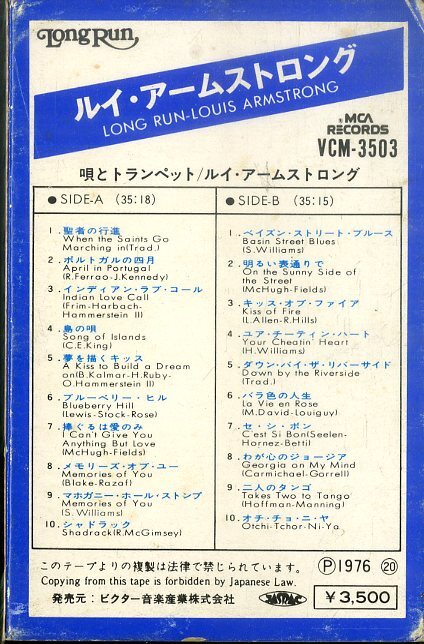 Long Run
ルイ・アームストロング
LONG RUN-LOUIS ARMSTRONG
MCA
RECORDS
VCM-3503
唄とトランペット/ルイ・アームストロング
● SIDE-A (35:18)
1. 聖者の行進
When the Saints Go
Marching in(Trad.)
2. ポルトガルの四月
April in Portugal
(R.Ferrao-J.Kennedy)
3. インディアン・ラブ・コール
Indian Love Call
(Frim-Harbach-
Hammerstein II)
4.島の唄
Song of Islands
(C.E.King)
5. 夢を描くキッス
A Kiss to Build a Dream
on(B.Kalmar-H.Ruby-
O.Hammerstein II)
6. ブルーベリー・ヒル
Blueberry Hill
(Lewis-Stock-Rose)
7. 捧ぐるは愛のみ
I Can't Give You
Anything But Love
(McHugh-Fields)
8. メモリーズ・オブ・ユー
Memories of You
(Blake-Razaf)
9. マホガニー・ホール・ストンプ
Memories of You
(S.Williams)
10. シャドラック
Shadrack(R.McGimsey)
● SIDE-B (35:15)
1. ベイズン・ストリート・ブルース
Basin Street Blues
(S.Williams)
2. 明るい表通りで
On the Sunny Side of
the Street
(McHugh-Fields)
3. キッス・オブ・ファイア
Kiss of Fire
(L.Allen-R.Hills)
4. ユア・チーティン・ハート
Your Cheatin' Heart
(H.Williams)
5. ダウン・バイ・ザ・リバーサイド
Down by the Riverside
(Trad.)
6. バラ色の人生
La Vie en Rose
(M.David-Louiguy)
7. セ・シ・ボン
C'est Si Bon(Seelen-
Hornez-Betti)
8. わが心のジョージア
Georgia on My Mind
(Carmichael-Gorrell)
9. 二人のタンゴ
Takes Two to Tango
(Hoffman-Manning)
10. オチ・チョ・ニ・ヤ
Otchi-Tchor-Ni-Ya
このテープよりの複製は法律で禁じられています。
Copying from this tape is forbidden by Japanese Law.
発売元：ビクター音楽産業株式会社
JASRAC
Ⓟ1976 ⑳
￥3,500